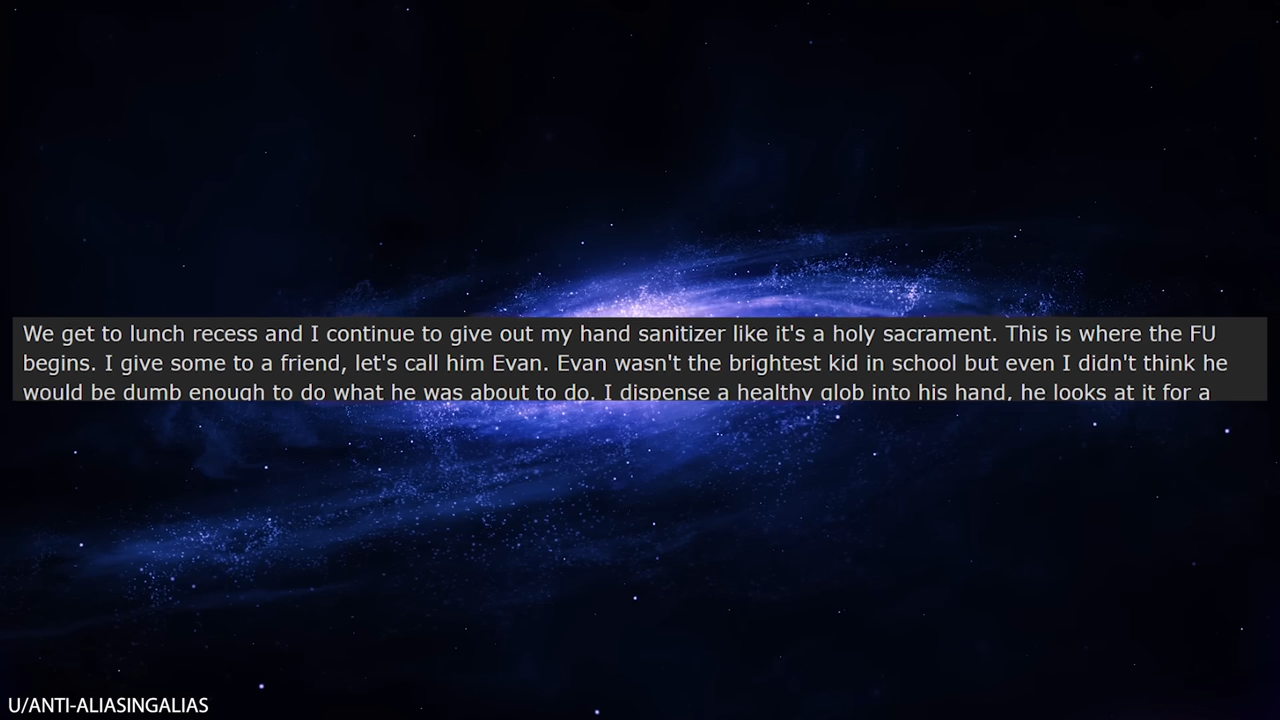 We get to lunch recess and I continue to give out my hand sanitizer like it's a holy sacrament. This is where the FU
begins. I give some to a friend, let's call him Evan. Evan wasn't the brightest kid in school but even I didn't think he
would be dumb enough to do what he was about to do. I dispense a healthy glob into his hand, he looks at it for a
U/ANTI-ALIASINGALIAS